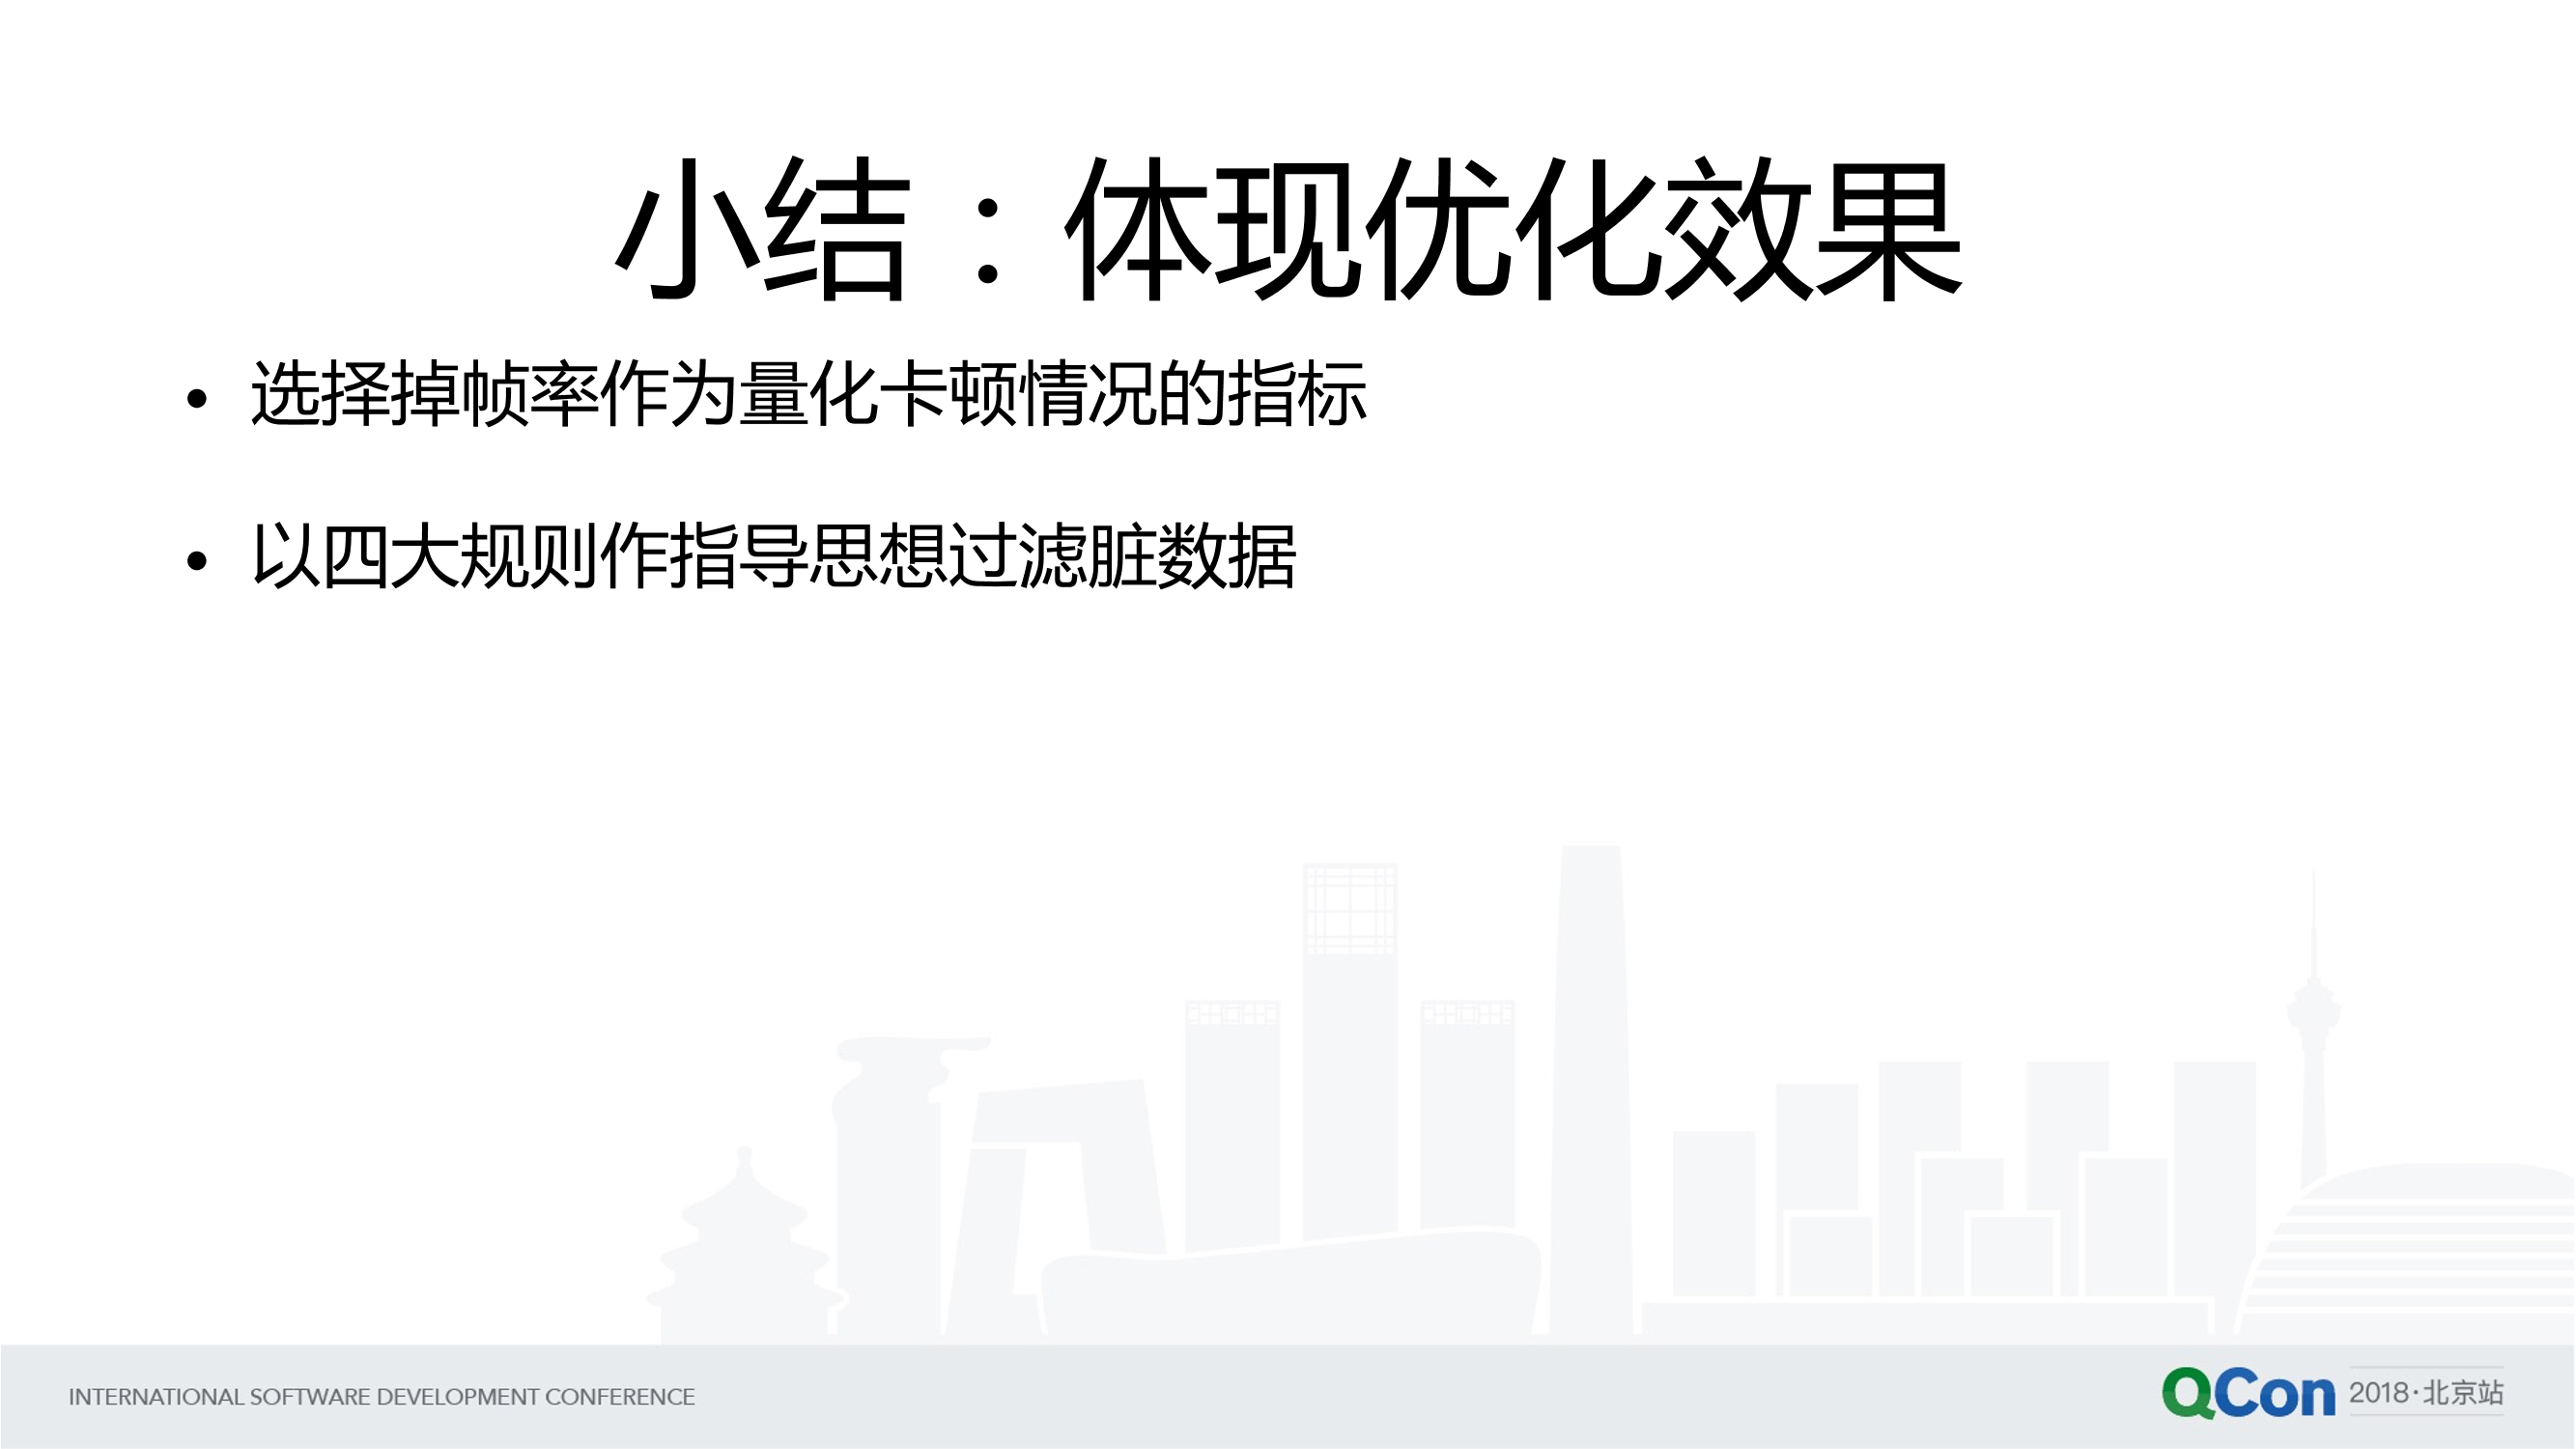 小结：体现优化效果
• 选择掉帧率作为量化卡顿情况的指标
• 以四大规则作指导思想过滤脏数据
INTERNATIONAL SOFTWARE DEVELOPMENT CONFERENCE
QCon 2018·北京站